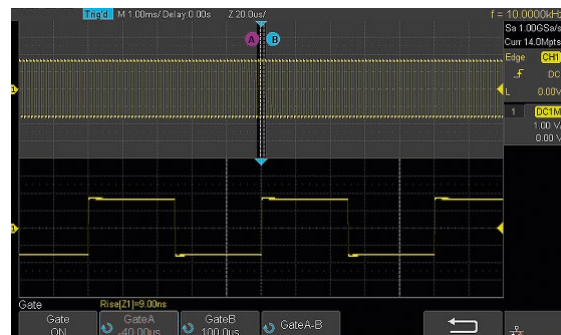 Trig'd M 1.00ms/ Delay:0.00s Z 20.0us/ f = 10.0000kHz
Sa 1.00GSa/s
Curr 14.0Mpts
A B
Edge CH1
DC
L 0.00V
1 DC1M
1.00 V/
0.00 V
Gate Rise[Z1]=9.00ns
Gate
ON
GateA
-40.00us
GateB
100.0us
GateA-B